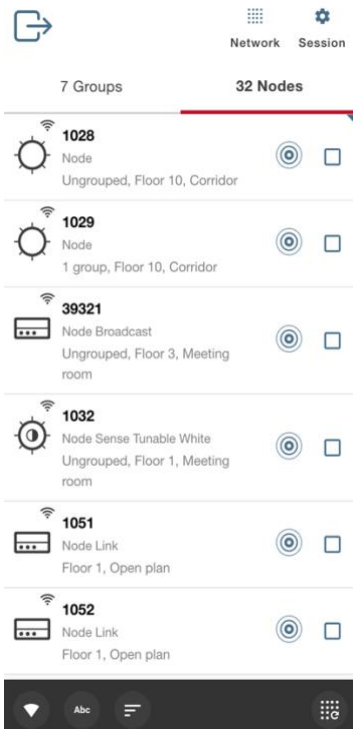 Network Session
7 Groups 32 Nodes
1028
Node
Ungrouped, Floor 10, Corridor
1029
Node
1 group, Floor 10, Corridor
39321
Node Broadcast
Ungrouped, Floor 3, Meeting
room
1032
Node Sense Tunable White
Ungrouped, Floor 1, Meeting
room
1051
Node Link
Floor 1, Open plan
1052
Node Link
Floor 1, Open plan
Abc